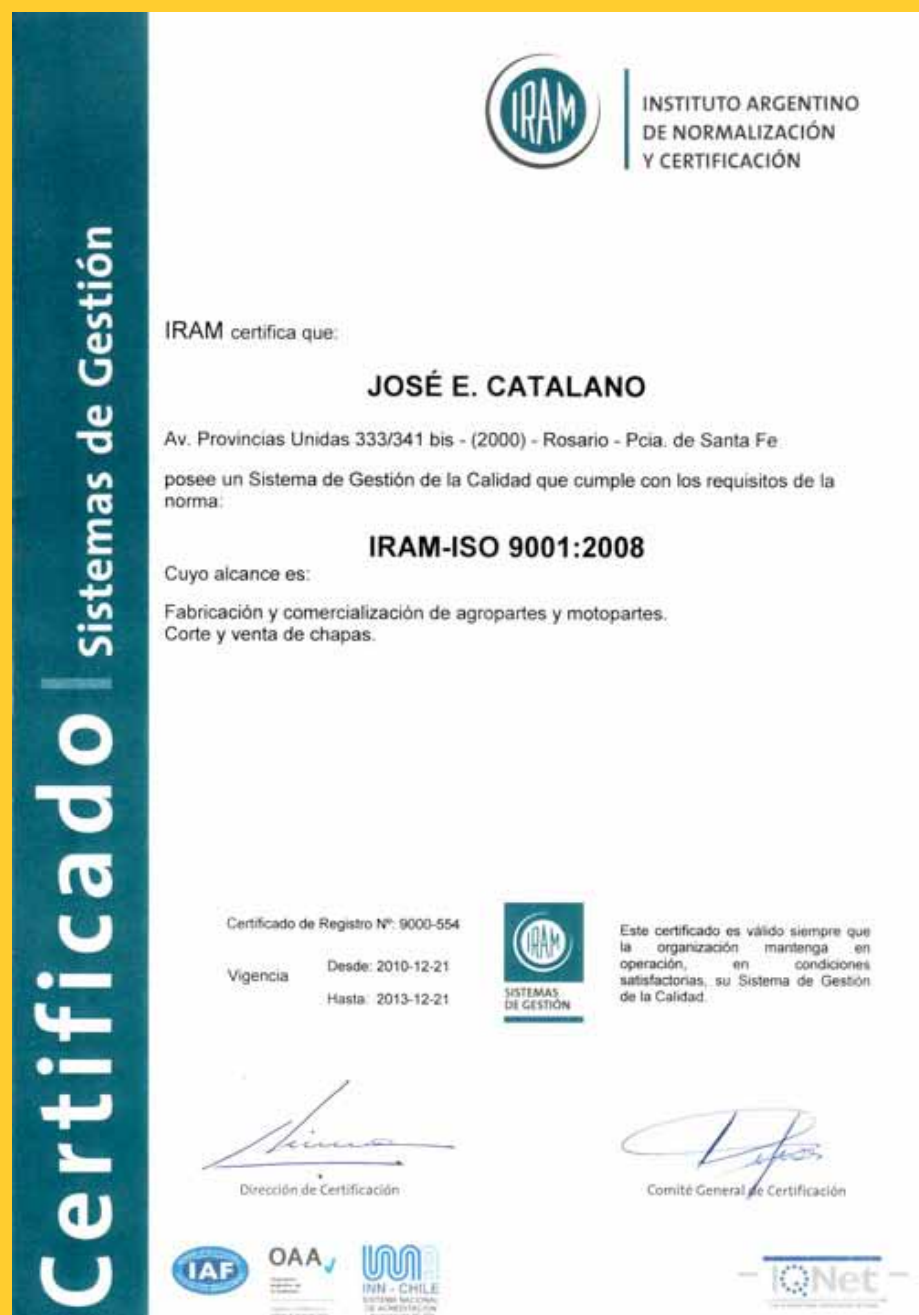 Certificado | Sistemas de Gestión
IRAM
INSTITUTO ARGENTINO
DE NORMALIZACIÓN
Y CERTIFICACIÓN
IRAM certifica que:
JOSÉ E. CATALANO
Av. Provincias Unidas 333/341 bis - (2000) - Rosario - Pcia. de Santa Fe
posee un Sistema de Gestión de la Calidad que cumple con los requisitos de la
norma:
IRAM-ISO 9001:2008
Cuyo alcance es:
Fabricación y comercialización de agropartes y motopartes.
Corte y venta de chapas.
Certificado de Registro Nº: 9000-554
Vigencia
Desde: 2010-12-21
Hasta: 2013-12-21
IRAM
SISTEMAS
DE GESTIÓN
Este certificado es válido siempre que
la organización mantenga en
operación, en condiciones
satisfactorias, su Sistema de Gestión
de la Calidad.
Dirección de Certificación
Comité General de Certificación
IAF
OAA
INN - CHILE
SISTEMA NACIONAL
DE ACREDITACION
IQNet